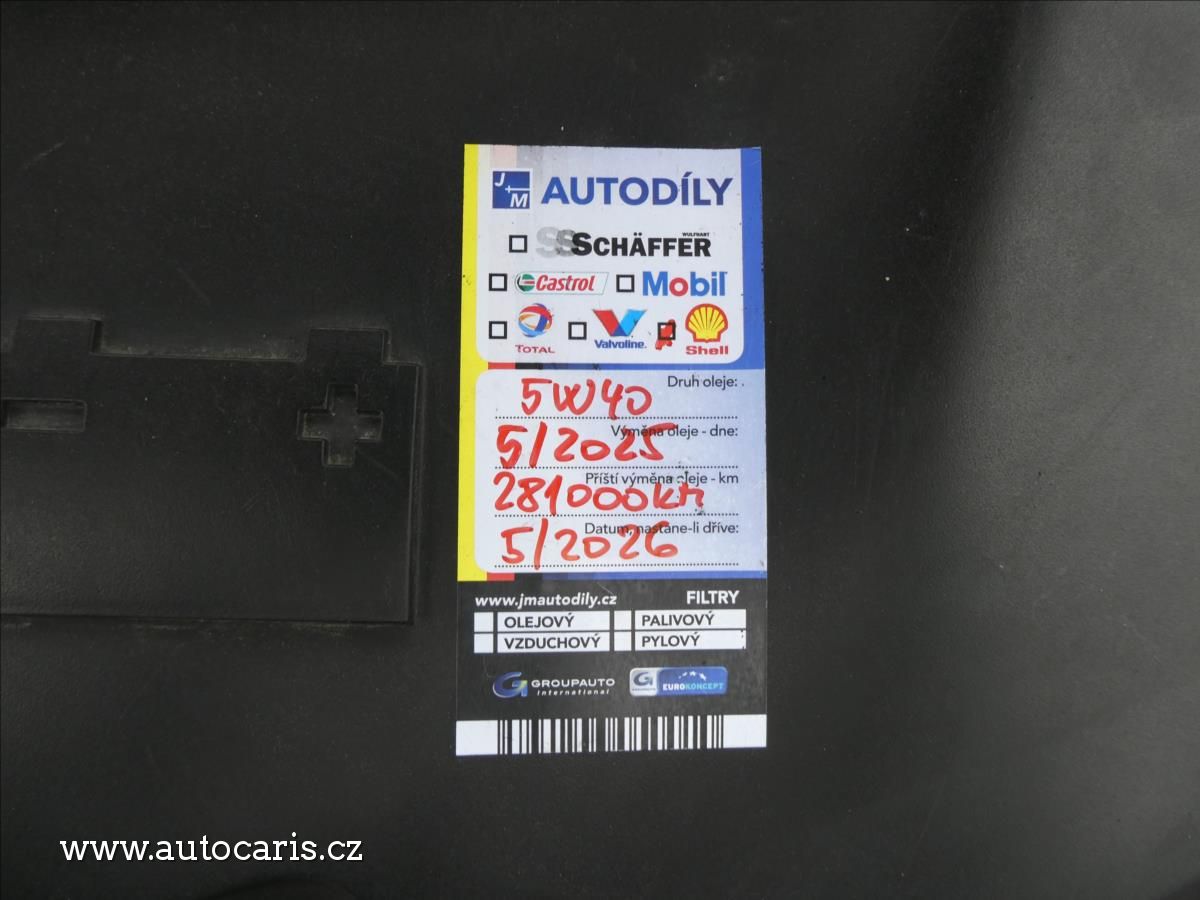 J+M AUTODÍLY
WULFRANT
SCHÄFFER
Castrol Mobil
TOTAL Valvoline. Shell
Druh oleje:
5W40
Výměna oleje - dne:
5/2025
Příští výměna oleje - km
281000km
Datum, nastane-li dříve:
5/2026
www.jmautodily.cz FILTRY
OLEJOVÝ PALIVOVÝ
VZDUCHOVÝ PYLOVÝ
GROUPAUTO
International
EUROKONCEPT
www.autocaris.cz